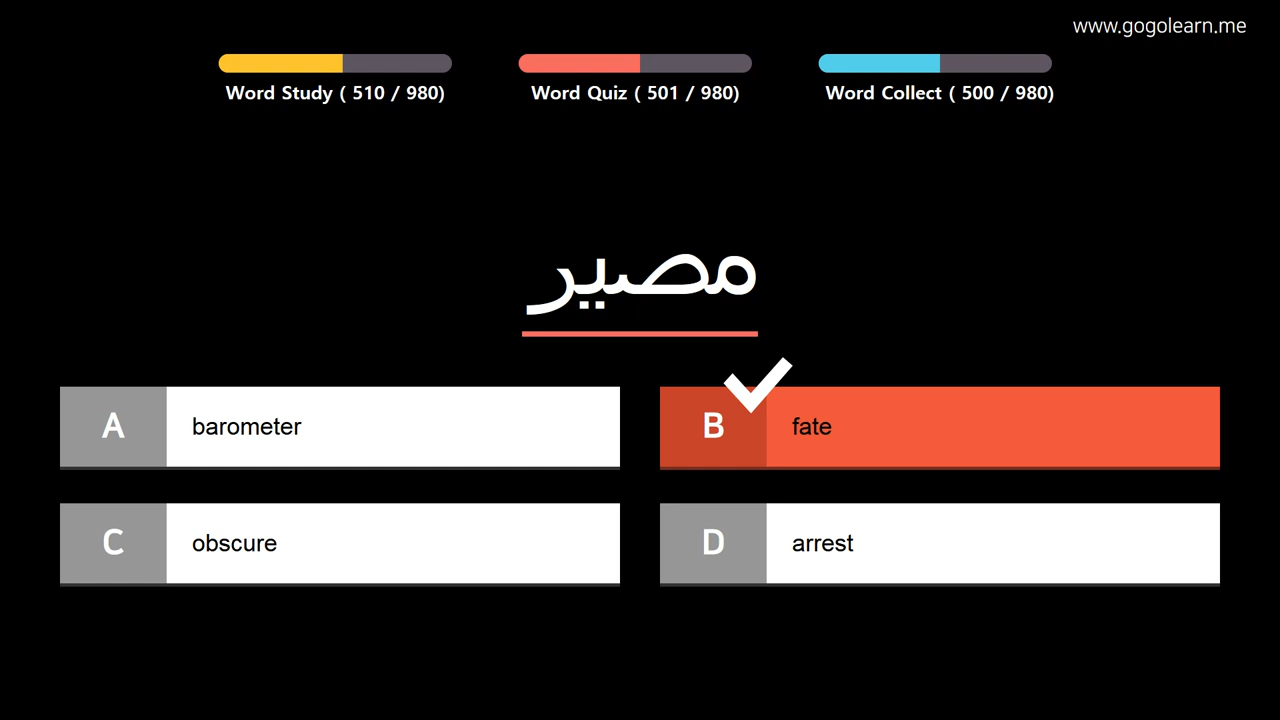 www.gogolearn.me
Word Study ( 510 / 980)
Word Quiz ( 501 / 980)
Word Collect ( 500 / 980)
مصير
A barometer
B fate
C obscure
D arrest